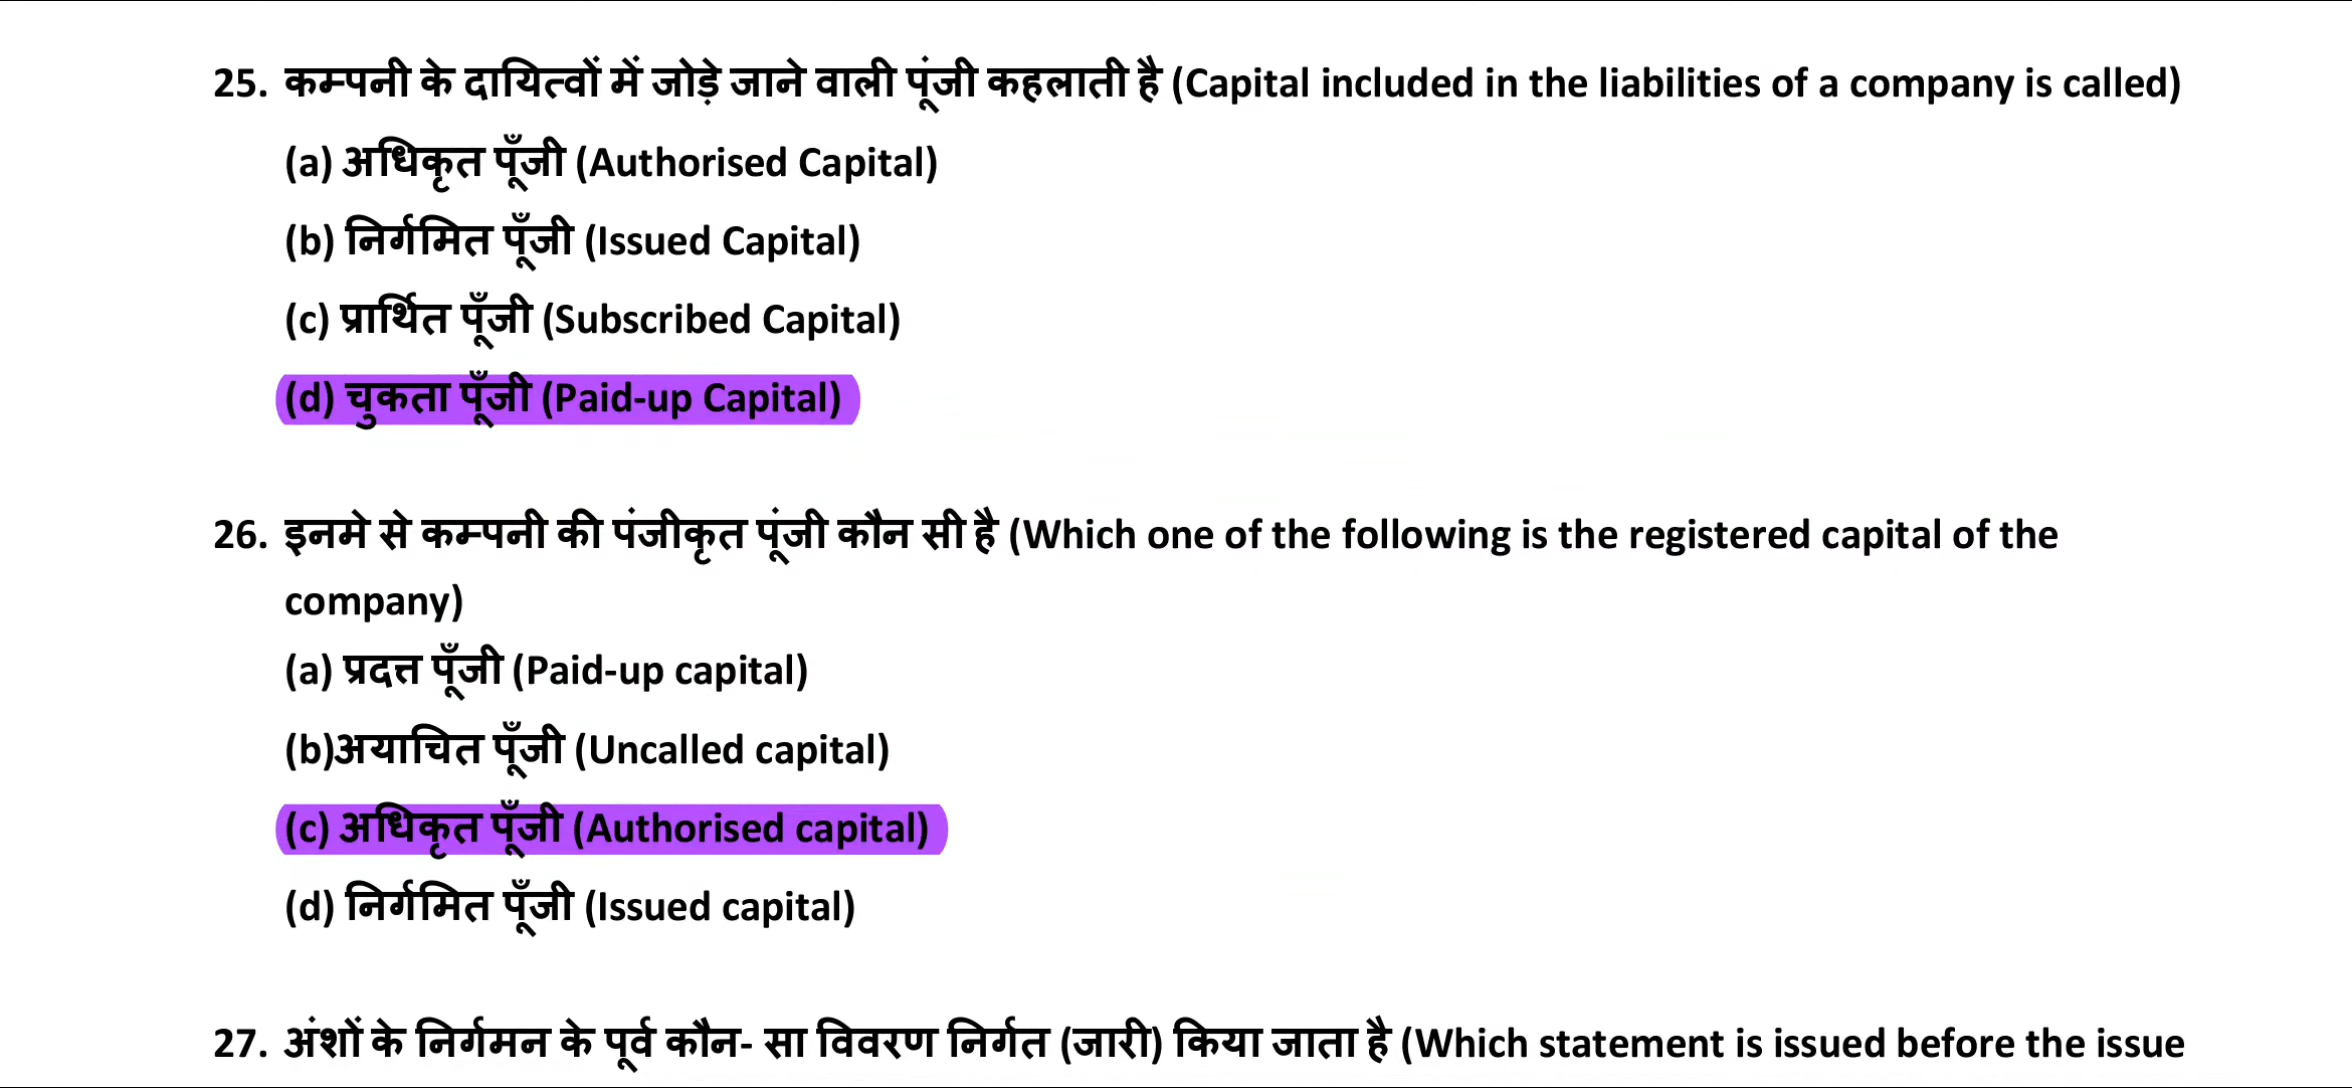 25. कम्पनी के दायित्वों में जोड़े जाने वाली पूंजी कहलाती है (Capital included in the liabilities of a company is called)
(a) अधिकृत पूँजी (Authorised Capital)
(b) निर्गमित पूँजी (Issued Capital)
(c) प्रार्थित पूँजी (Subscribed Capital)
(d) चुकता पूँजी (Paid-up Capital)
26. इनमे से कम्पनी की पंजीकृत पूंजी कौन सी है (Which one of the following is the registered capital of the
company)
(a) प्रदत्त पूँजी (Paid-up capital)
(b)अयाचित पूँजी (Uncalled capital)
(c) अधिकृत पूँजी (Authorised capital)
(d) निर्गमित पूँजी (Issued capital)
27. अंशों के निर्गमन के पूर्व कौन- सा विवरण निर्गत (जारी) किया जाता है (Which statement is issued before the issue